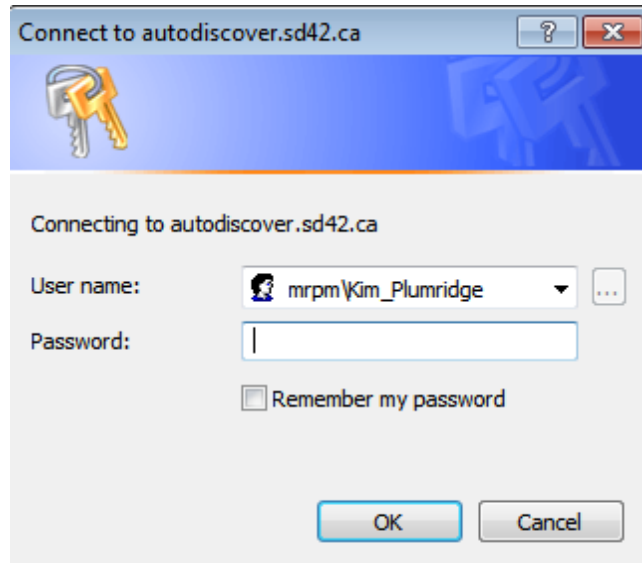 Connect to autodiscover.sd42.ca
Connecting to autodiscover.sd42.ca
User name: mrpm\Kim_Plumridge ...
Password:
Remember my password
OK Cancel